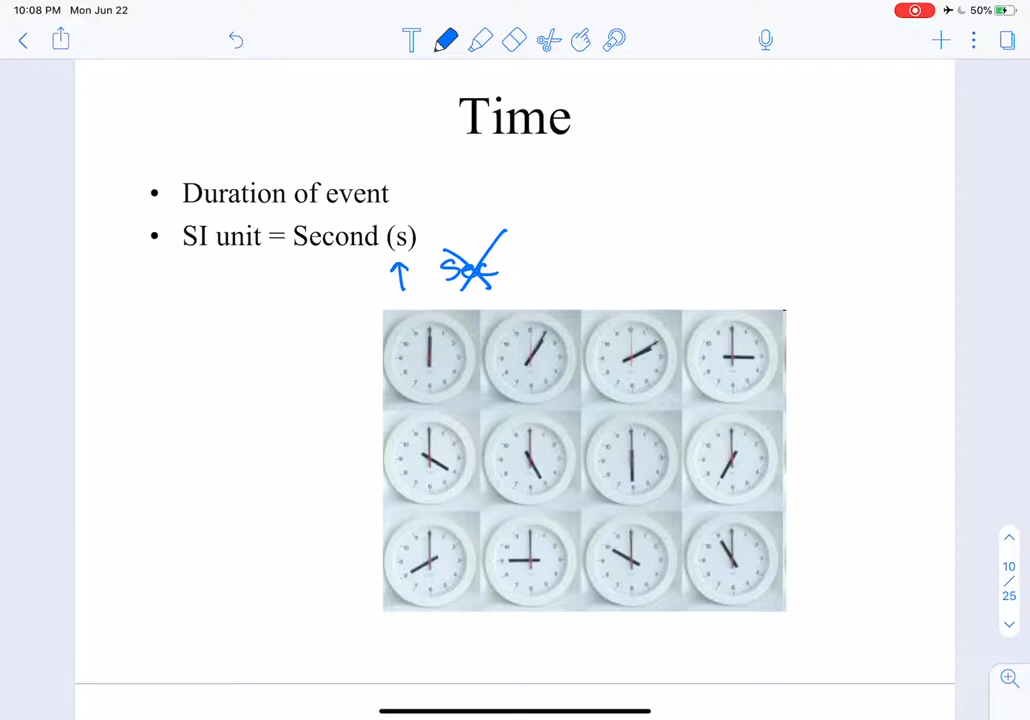 10:08 PM Mon Jun 22
50%
Time
• Duration of event
• SI unit = Second (s)
sec
10
/
25